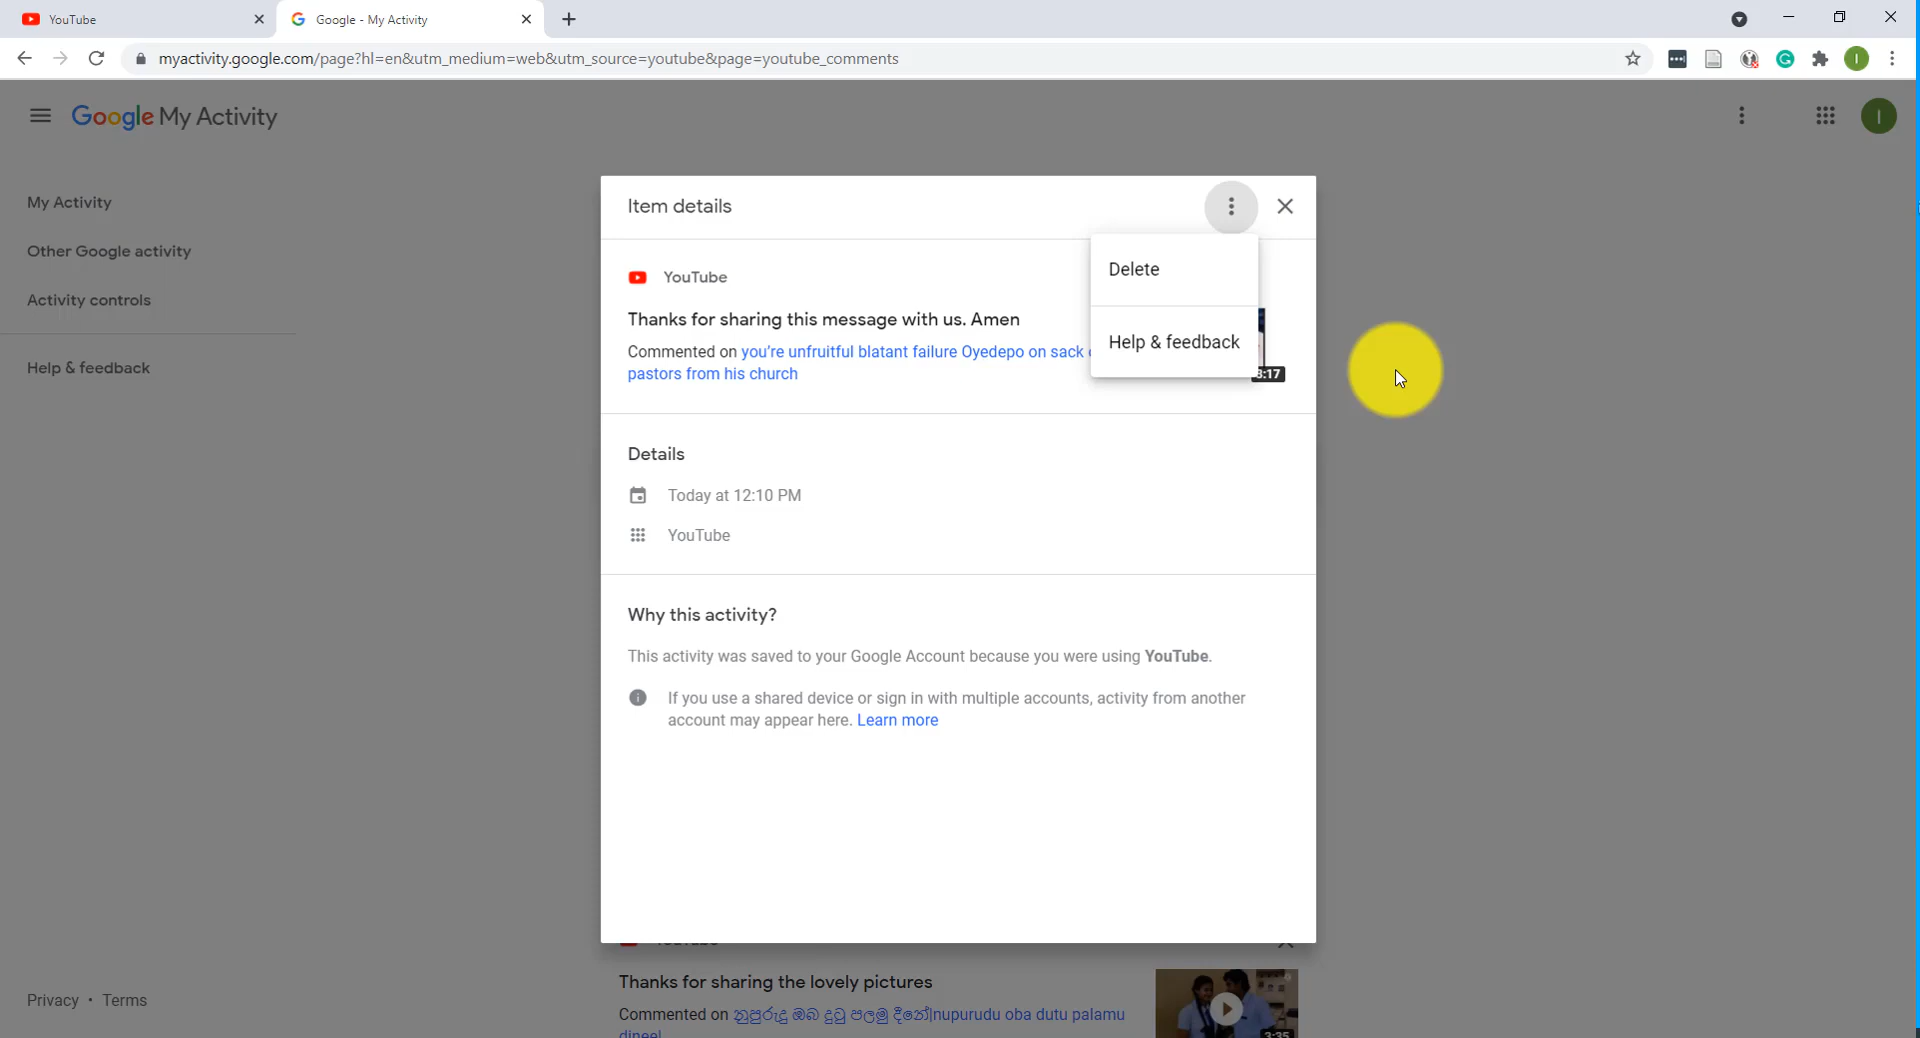 YouTube
Google - My Activity
myactivity.google.com/page?hl=en&utm_medium=web&utm_source=youtube&page=youtube_comments
Google My Activity
I
My Activity
Other Google activity
Activity controls
Help & feedback
Item details
Delete
Help & feedback
YouTube
Thanks for sharing this message with us. Amen
Commented on you’re unfruitful blatant failure Oyedepo on sack
pastors from his church
3:17
Details
Today at 12:10 PM
YouTube
Why this activity?
This activity was saved to your Google Account because you were using YouTube.
If you use a shared device or sign in with multiple accounts, activity from another
account may appear here. Learn more
YouTube
Thanks for sharing the lovely pictures
Commented on නුපුරුදු ඔබ දුටු පලමු දිනේ|nupurudu oba dutu palamu
dinee|
3:35
Privacy • Terms